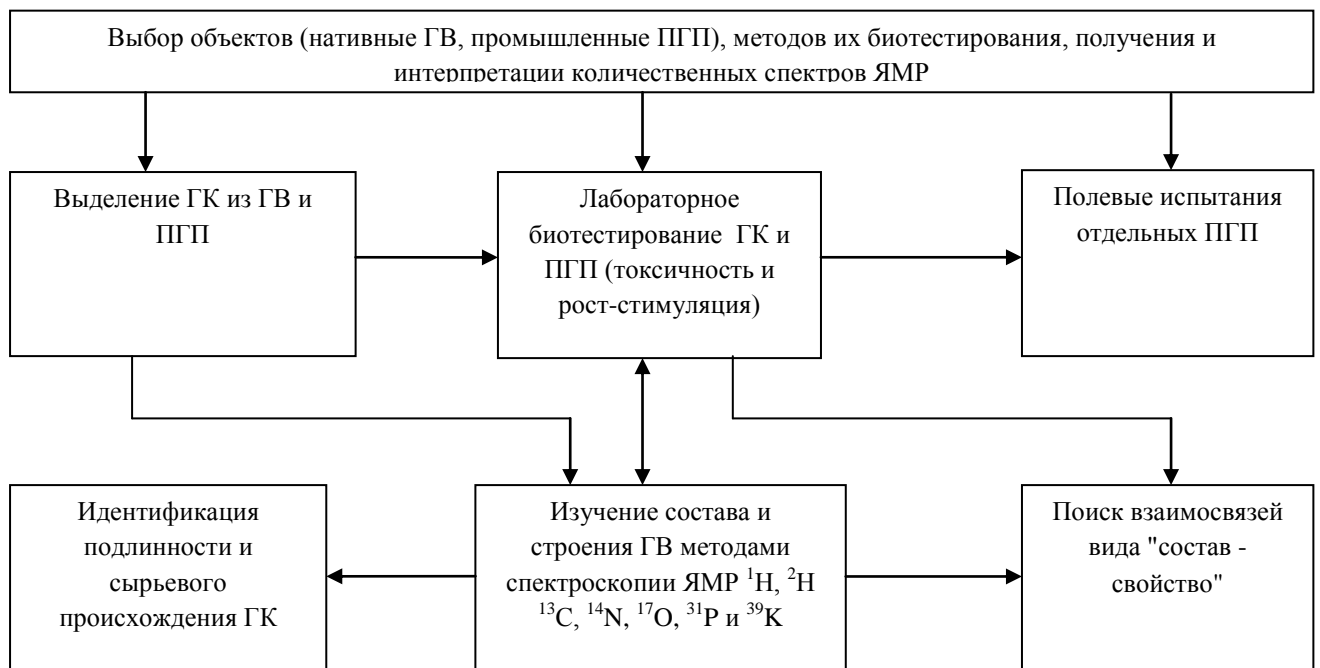 Выбор объектов (нативные ГВ, промышленные ПГП), методов их биотестирования, получения и
интерпретации количественных спектров ЯМР
Выделение ГК из ГВ и
ПГП
Лабораторное
биотестирование ГК и
ПГП (токсичность и
рост-стимуляция)
Полевые испытания
отдельных ПГП
Идентификация
подлинности и
сырьевого
происхождения ГК
Изучение состава и
строения ГВ методами
спектроскопии ЯМР ¹H, ²H
¹³C, ¹⁴N, ¹⁷O, ³¹P и ³⁹K
Поиск взаимосвязей
вида "состав -
свойство"